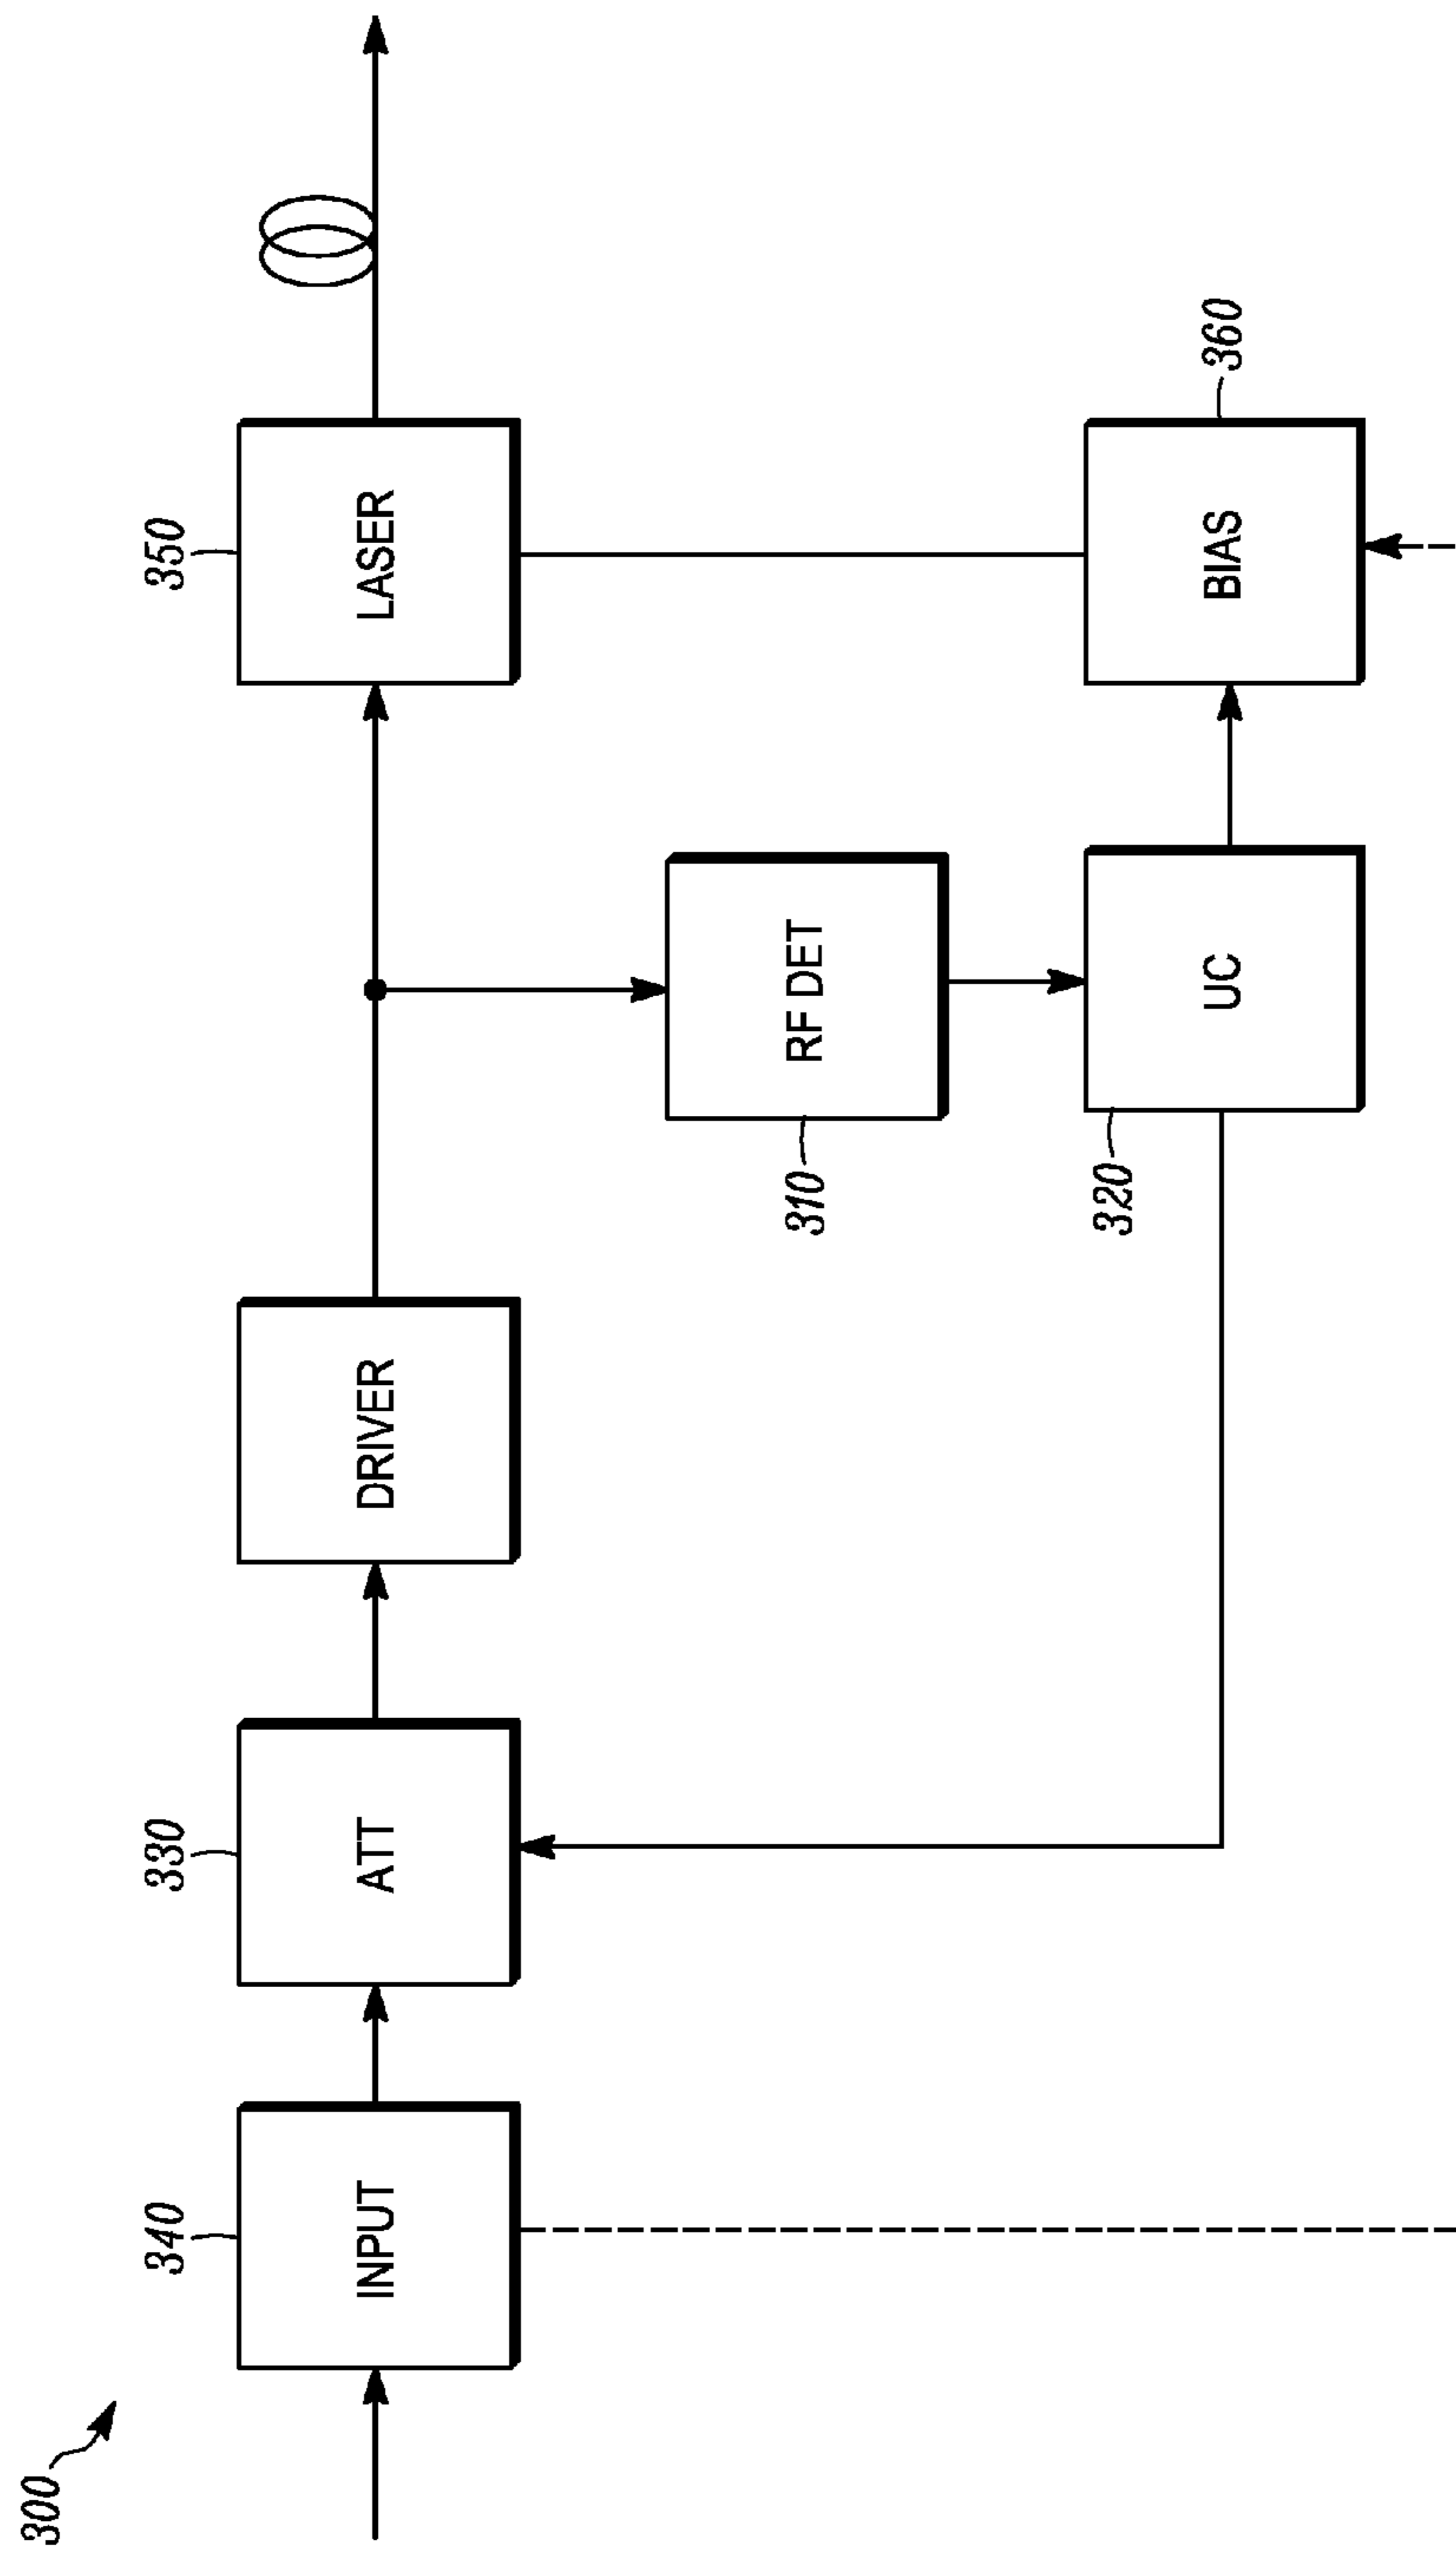 300
340
INPUT
330
ATT
DRIVER
350
LASER
310
RF DET
320
UC
360
BIAS